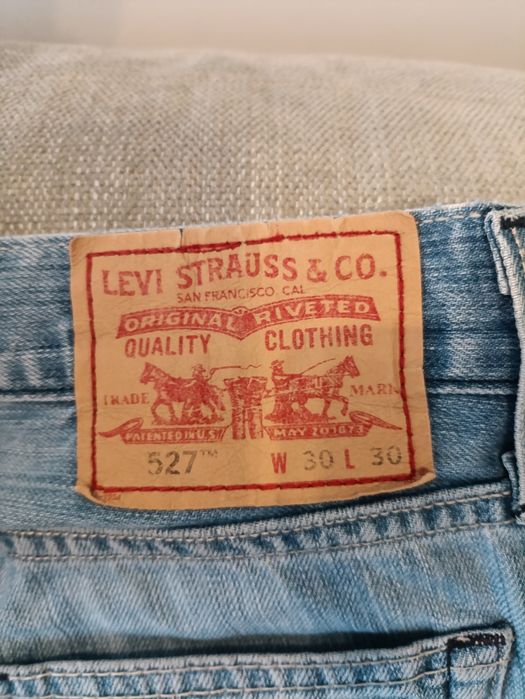 LEVI STRAUSS & CO.
SAN FRANCISCO CAL
ORIGINAL RIVETED
QUALITY CLOTHING
TRADE MARK
PATENTED IN U.S. MAY 20 1873
527™ W 30 L 30